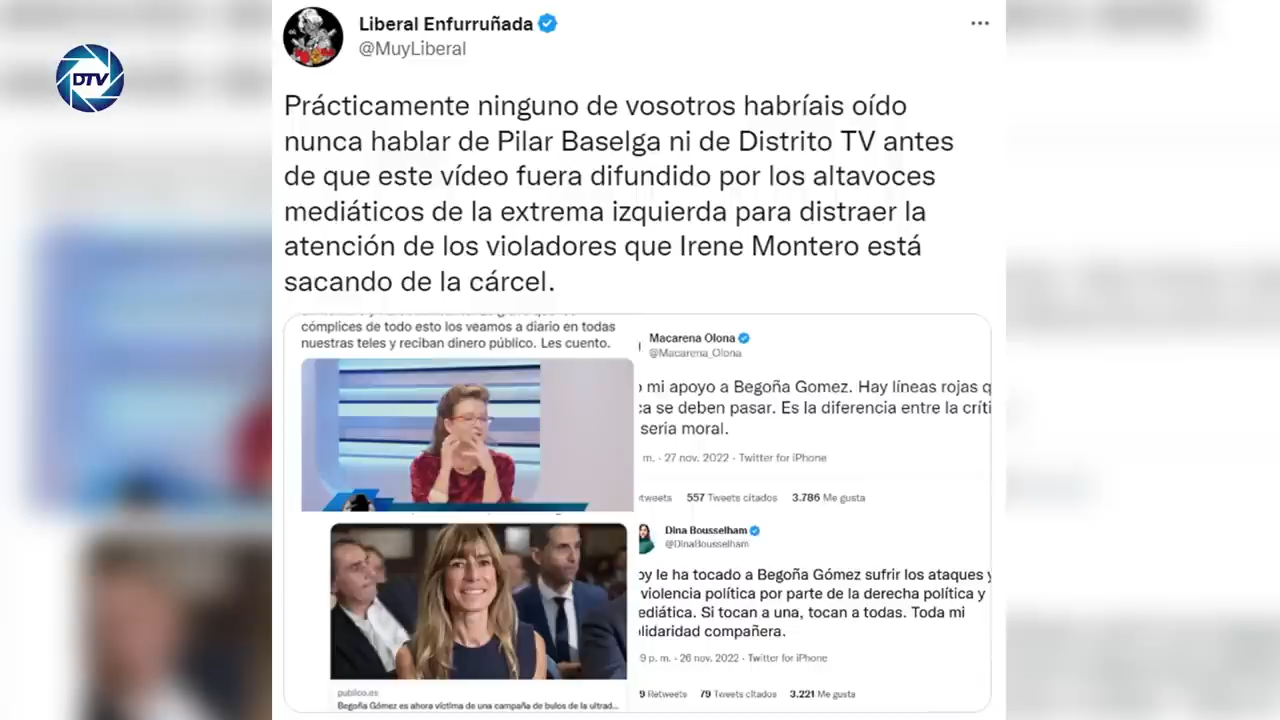 DTV
Liberal Enfurruñada
@MuyLiberal
Prácticamente ninguno de vosotros habríais oído
nunca hablar de Pilar Baselga ni de Distrito TV antes
de que este vídeo fuera difundido por los altavoces
mediáticos de la extrema izquierda para distraer la
atención de los violadores que Irene Montero está
sacando de la cárcel.
cómplices de todo esto los veamos a diario en todas
nuestras teles y reciban dinero público. Les cuento.
Macarena Olona
@Macarena_Olona
mi apoyo a Begoña Gomez. Hay líneas rojas q
ca se deben pasar. Es la diferencia entre la críti
seria moral.
m. · 27 nov. 2022 · Twitter for iPhone
tweets 557 Tweets citados 3.786 Me gusta
Dina Bousselham
@DinaBousselham
oy le ha tocado a Begoña Gómez sufrir los ataques y
violencia política por parte de la derecha política y
ediática. Si tocan a una, tocan a todas. Toda mi
lidaridad compañera.
9 p. m. · 26 nov. 2022 · Twitter for iPhone
9 Retweets 79 Tweets citados 3.221 Me gusta
publico.es
Begoña Gómez es ahora víctima de una campaña de bulos de la ultrad...